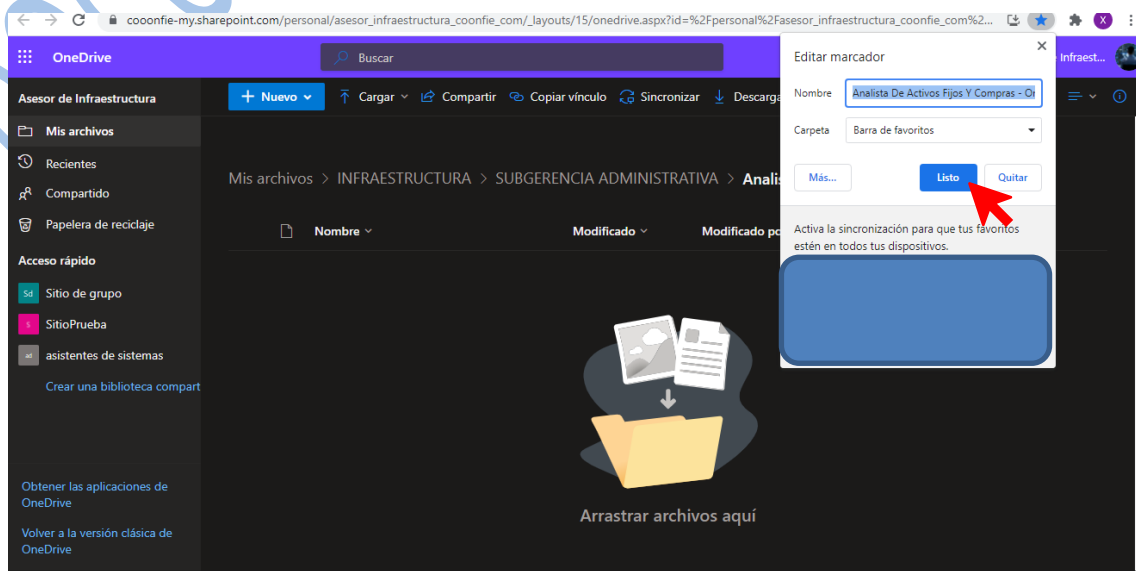 cooonfie-my.sharepoint.com/personal/asesor_infraestructura_coonfie_com/_layouts/15/onedrive.aspx?id=%2Fpersonal%2Fasesor_infraestructura_coonfie_com%2...
X
OneDrive
Buscar
Infraest...
Editar marcador
Nombre
Analista De Activos Fijos Y Compras - On
Carpeta
Barra de favoritos
Más...
Listo
Quitar
Activa la sincronización para que tus favoritos
estén en todos tus dispositivos.
Asesor de Infraestructura
Nuevo
Cargar
Compartir
Copiar vínculo
Sincronizar
Descarga
Mis archivos
Recientes
Compartido
Papelera de reciclaje
Acceso rápido
Sd Sitio de grupo
S SitioPrueba
ad asistentes de sistemas
Crear una biblioteca compart
Obtener las aplicaciones de
OneDrive
Volver a la versión clásica de
OneDrive
Mis archivos > INFRAESTRUCTURA > SUBGERENCIA ADMINISTRATIVA > Analis
Nombre
Modificado
Modificado po
Arrastrar archivos aquí